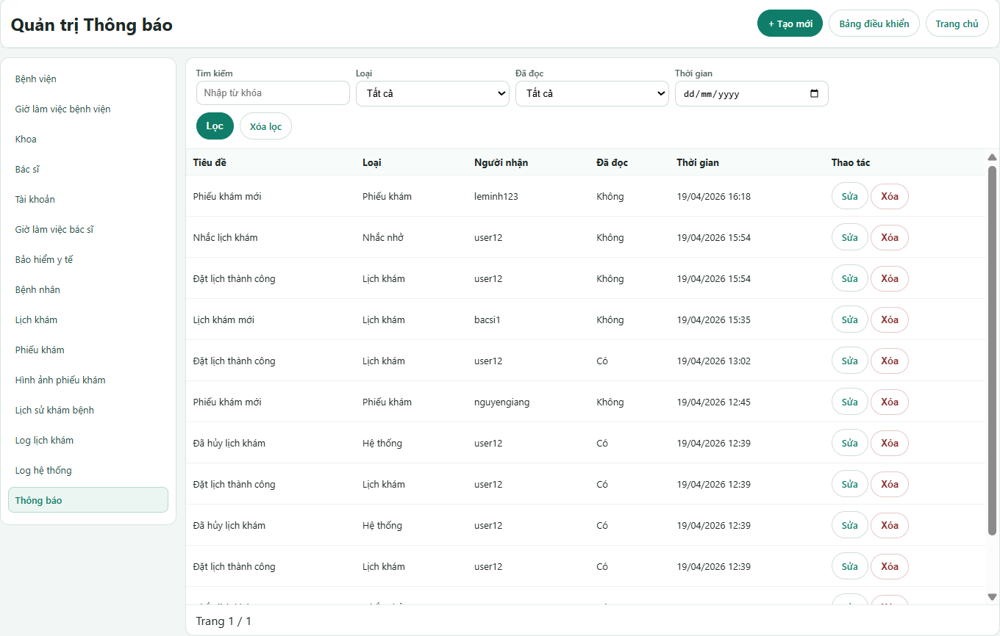 Quản trị Thông báo
+ Tạo mới
Bảng điều khiển
Trang chủ
Bệnh viện
Giờ làm việc bệnh viện
Khoa
Bác sĩ
Tài khoản
Giờ làm việc bác sĩ
Bảo hiểm y tế
Bệnh nhân
Lịch khám
Phiếu khám
Hình ảnh phiếu khám
Lịch sử khám bệnh
Log lịch khám
Log hệ thống
Thông báo
Tìm kiếm Loại Đã đọc Thời gian
Nhập từ khóa Tất cả Tất cả dd/mm/yyyy
Lọc Xóa lọc
Tiêu đề Loại Người nhận Đã đọc Thời gian Thao tác
Phiếu khám mới Phiếu khám leminh123 Không 19/04/2026 16:18 Sửa Xóa
Nhắc lịch khám Nhắc nhở user12 Không 19/04/2026 15:54 Sửa Xóa
Đặt lịch thành công Lịch khám user12 Không 19/04/2026 15:54 Sửa Xóa
Lịch khám mới Lịch khám bacsi1 Không 19/04/2026 15:35 Sửa Xóa
Đặt lịch thành công Lịch khám user12 Có 19/04/2026 13:02 Sửa Xóa
Phiếu khám mới Phiếu khám nguyengiang Không 19/04/2026 12:45 Sửa Xóa
Đã hủy lịch khám Hệ thống user12 Có 19/04/2026 12:39 Sửa Xóa
Đặt lịch thành công Lịch khám user12 Có 19/04/2026 12:39 Sửa Xóa
Đã hủy lịch khám Hệ thống user12 Có 19/04/2026 12:39 Sửa Xóa
Đặt lịch thành công Lịch khám user12 Có 19/04/2026 12:39 Sửa Xóa
Trang 1 / 1